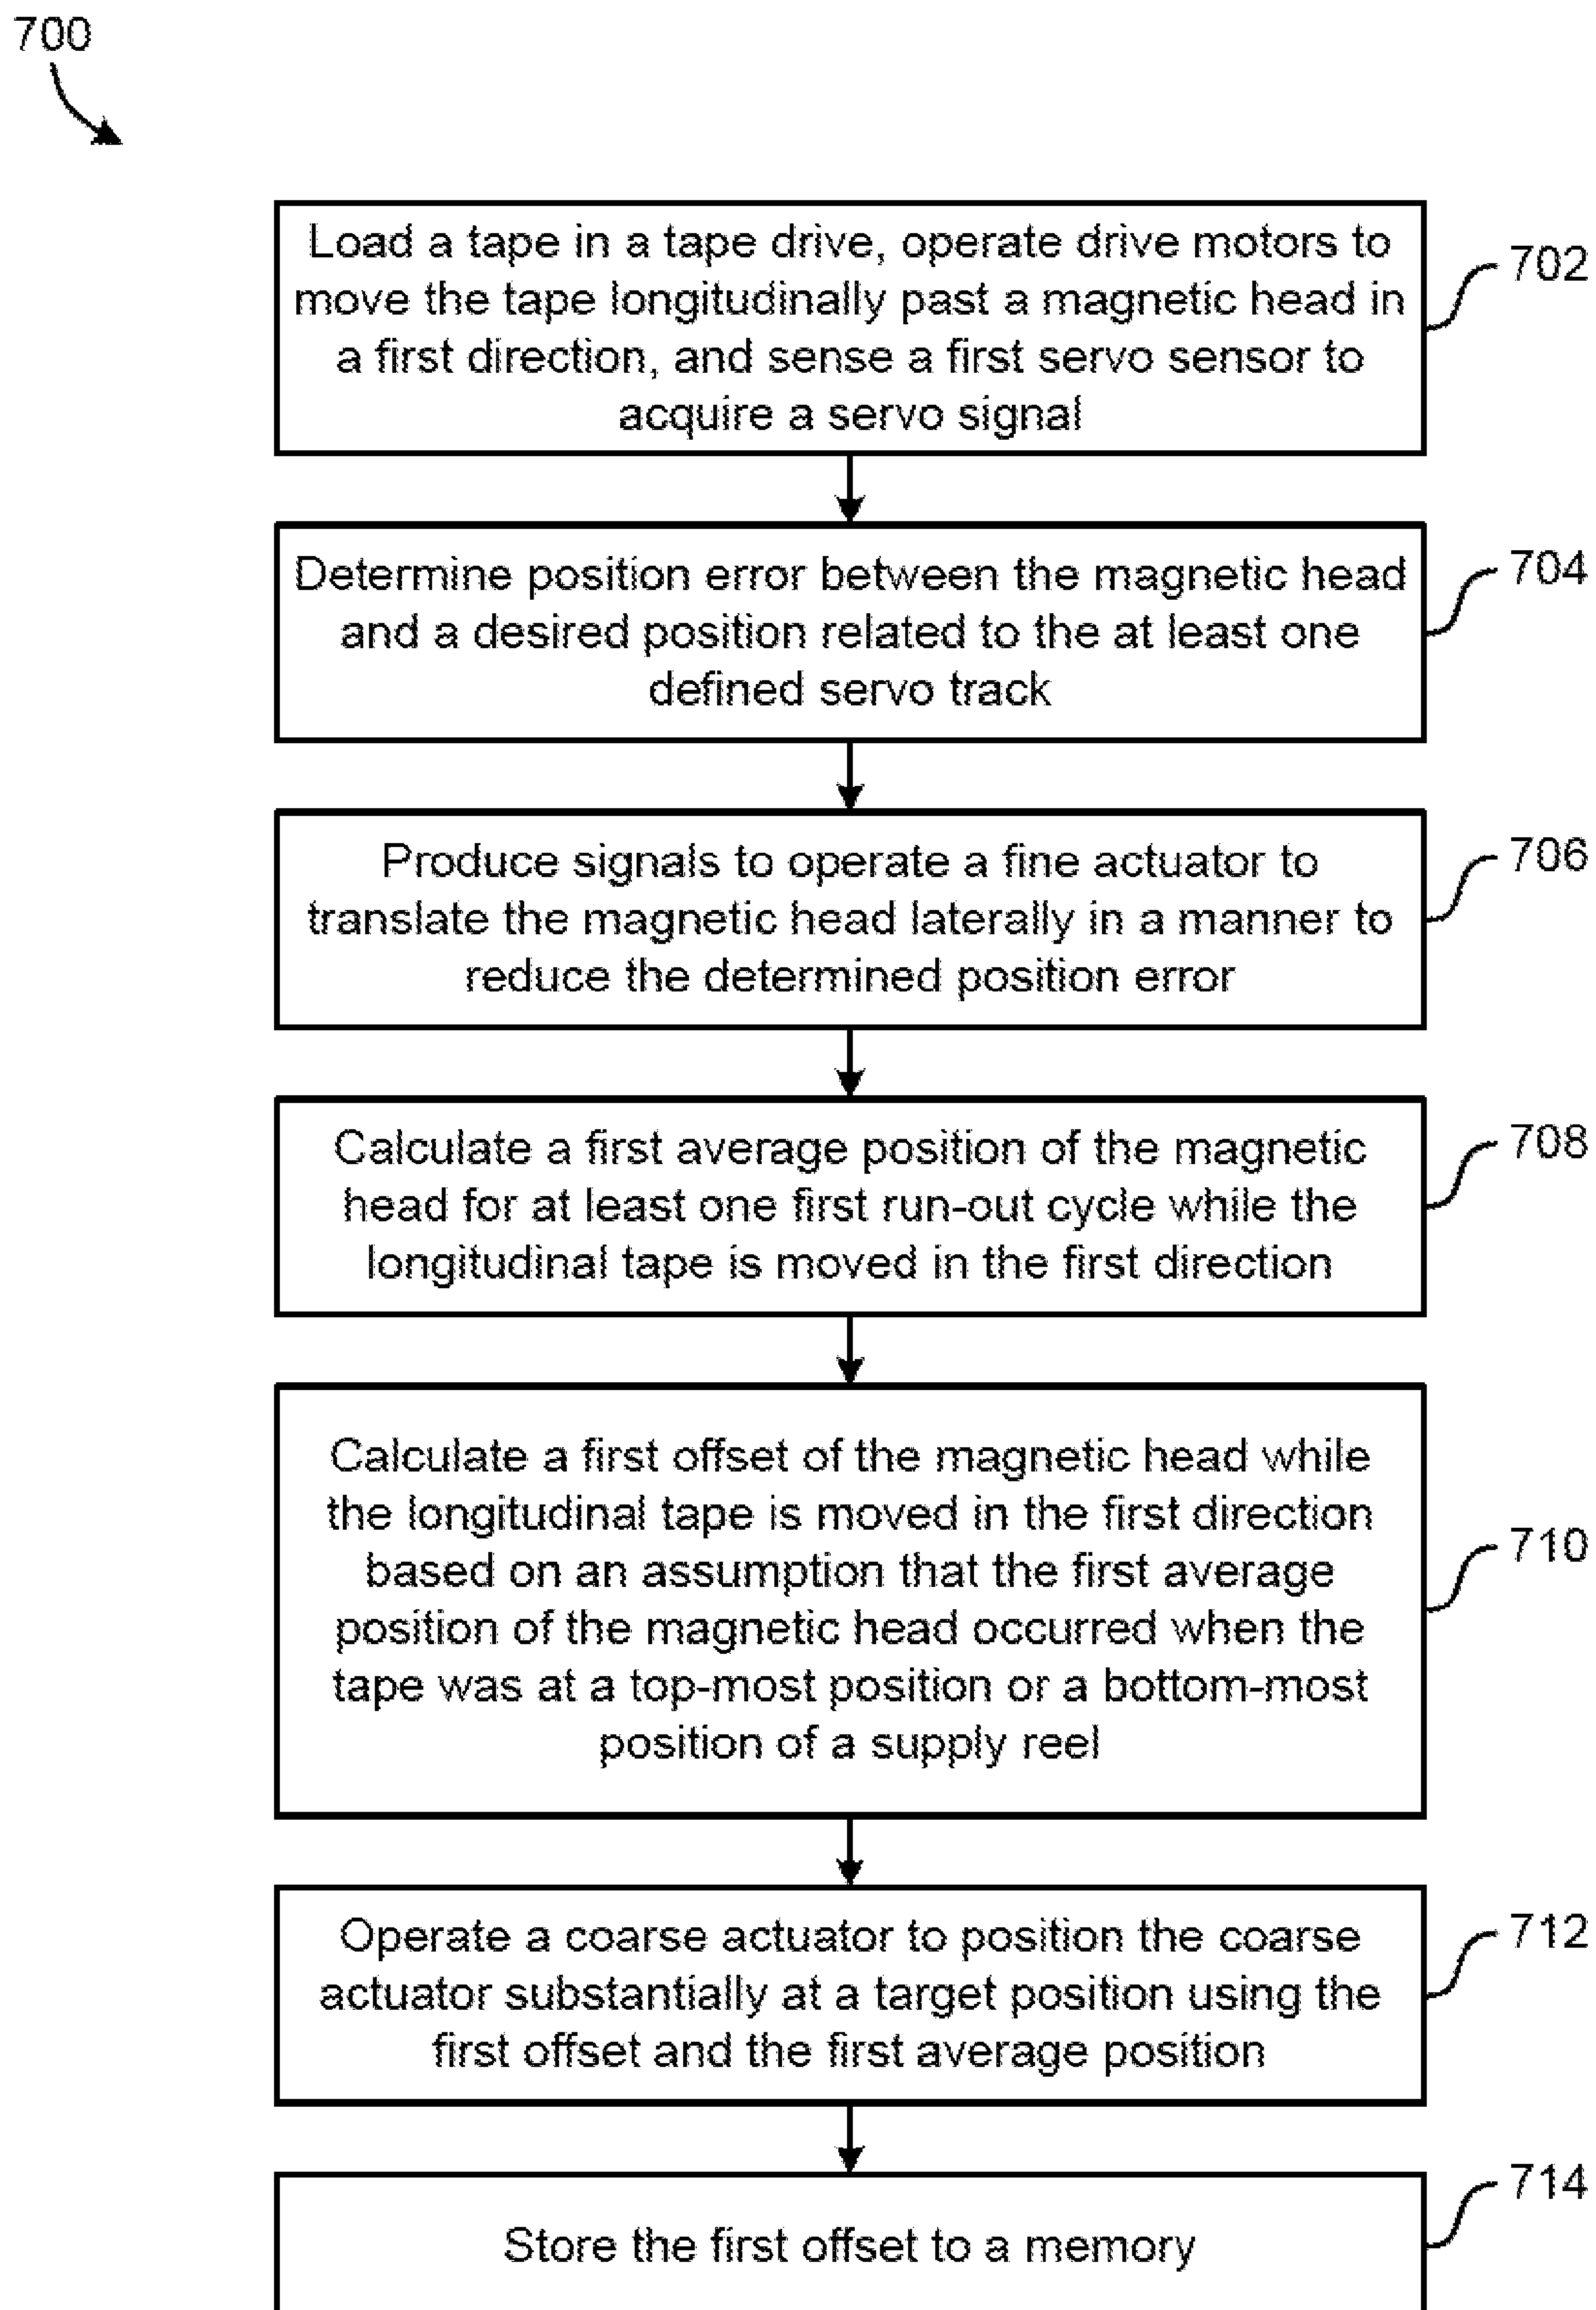 700
Load a tape in a tape drive, operate drive motors to
move the tape longitudinally past a magnetic head in
a first direction, and sense a first servo sensor to
acquire a servo signal
702
Determine position error between the magnetic head
and a desired position related to the at least one
defined servo track
704
Produce signals to operate a fine actuator to
translate the magnetic head laterally in a manner to
reduce the determined position error
706
Calculate a first average position of the magnetic
head for at least one first run-out cycle while the
longitudinal tape is moved in the first direction
708
Calculate a first offset of the magnetic head while
the longitudinal tape is moved in the first direction
based on an assumption that the first average
position of the magnetic head occurred when the
tape was at a top-most position or a bottom-most
position of a supply reel
710
Operate a coarse actuator to position the coarse
actuator substantially at a target position using the
first offset and the first average position
712
Store the first offset to a memory
714